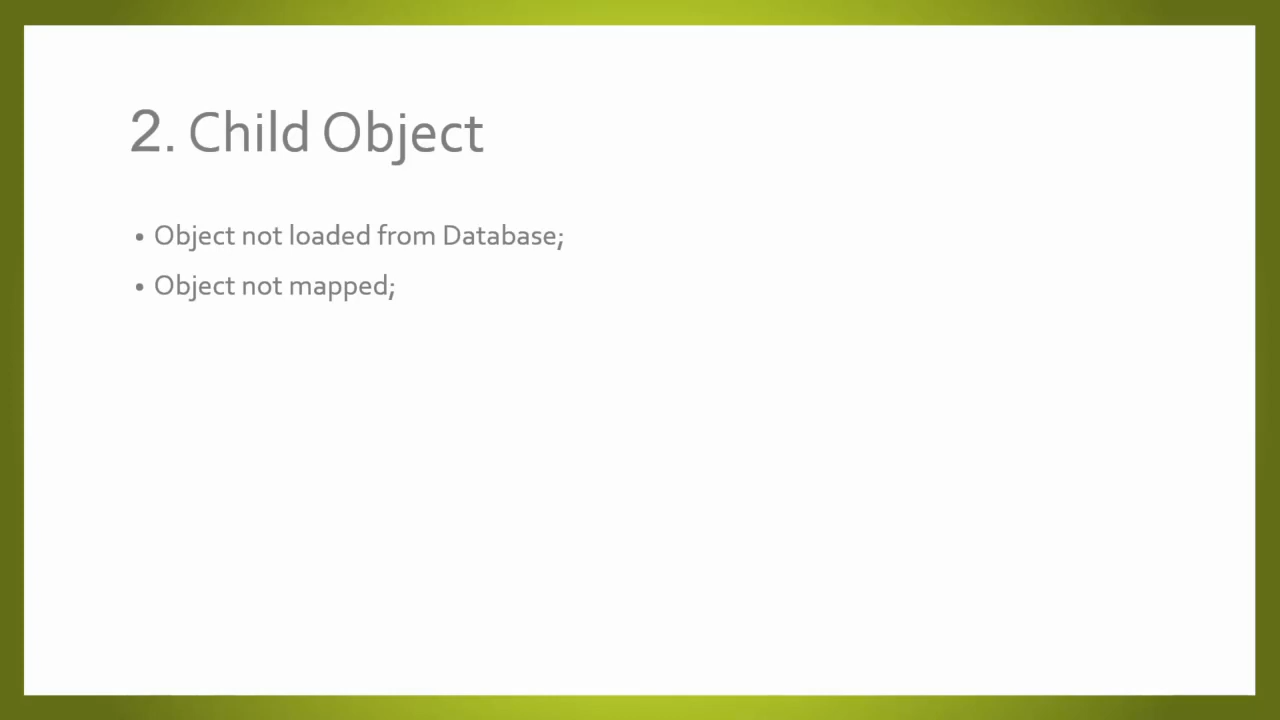 2. Child Object
• Object not loaded from Database;
• Object not mapped;